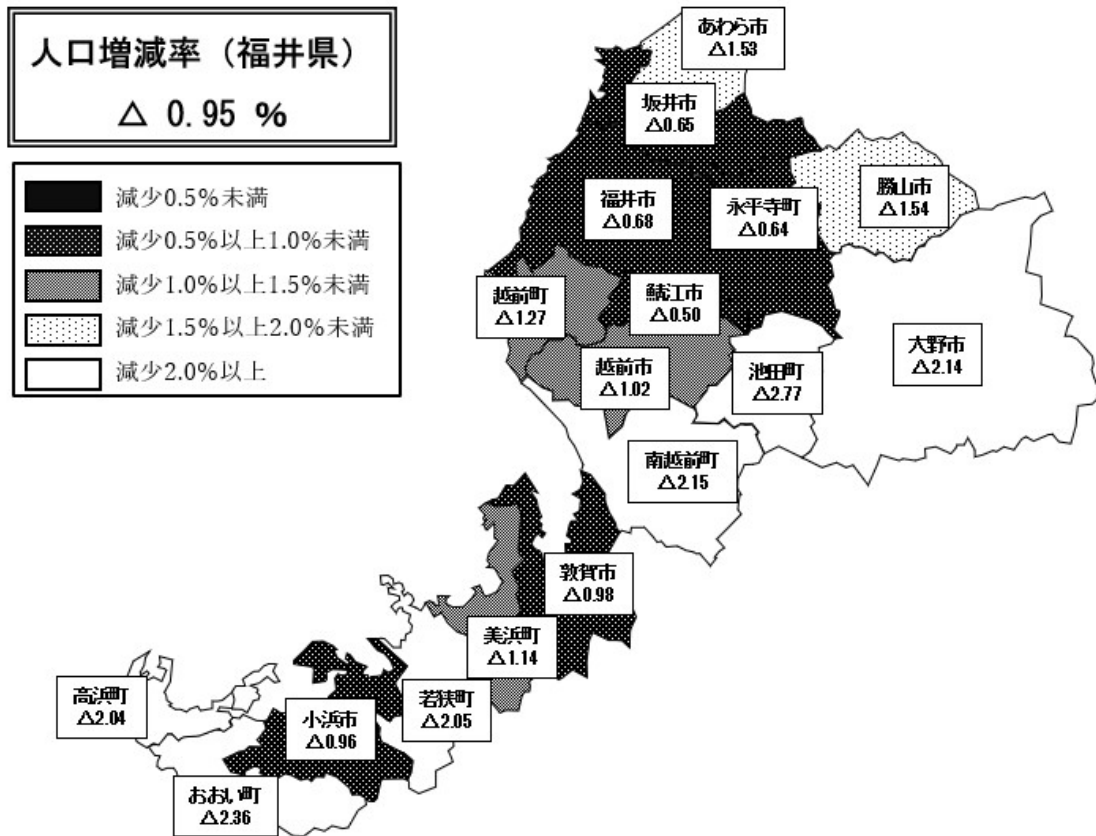 人口増減率（福井県）
△ 0.95 %
減少0.5%未満
減少0.5%以上1.0%未満
減少1.0%以上1.5%未満
減少1.5%以上2.0%未満
減少2.0%以上
あわら市
△1.53
坂井市
△0.65
福井市
△0.68
永平寺町
△0.64
勝山市
△1.54
越前町
△1.27
鯖江市
△0.50
越前市
△1.02
池田町
△2.77
大野市
△2.14
南越前町
△2.15
敦賀市
△0.98
美浜町
△1.14
高浜町
△2.04
小浜市
△0.96
若狭町
△2.05
おおい町
△2.36